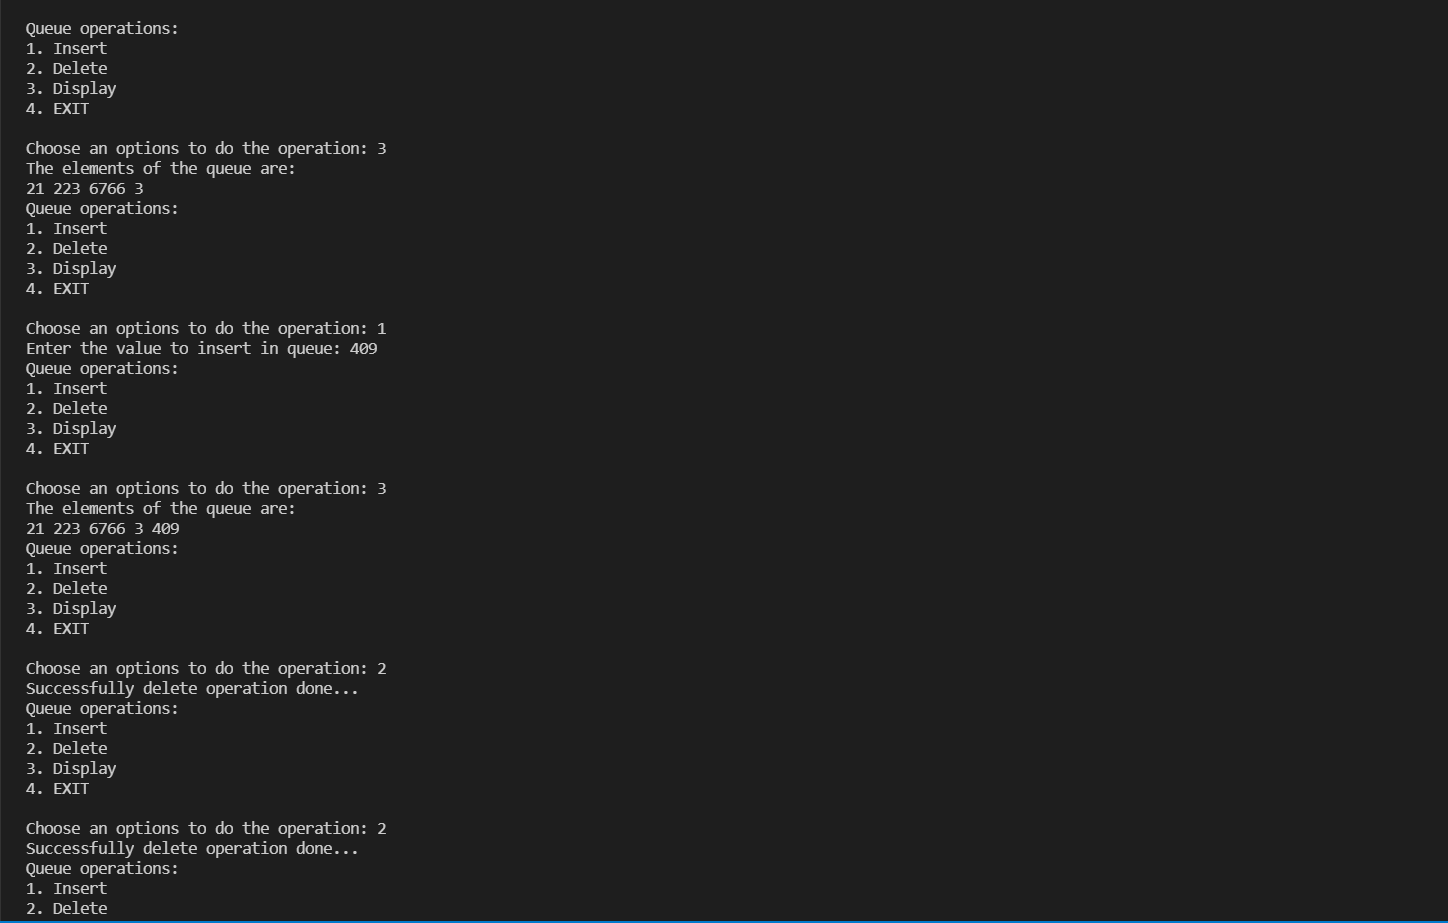 Queue operations:
1. Insert
2. Delete
3. Display
4. EXIT
Choose an options to do the operation: 3
The elements of the queue are:
21 223 6766 3
Queue operations:
1. Insert
2. Delete
3. Display
4. EXIT
Choose an options to do the operation: 1
Enter the value to insert in queue: 409
Queue operations:
1. Insert
2. Delete
3. Display
4. EXIT
Choose an options to do the operation: 3
The elements of the queue are:
21 223 6766 3 409
Queue operations:
1. Insert
2. Delete
3. Display
4. EXIT
Choose an options to do the operation: 2
Successfully delete operation done...
Queue operations:
1. Insert
2. Delete
3. Display
4. EXIT
Choose an options to do the operation: 2
Successfully delete operation done...
Queue operations:
1. Insert
2. Delete